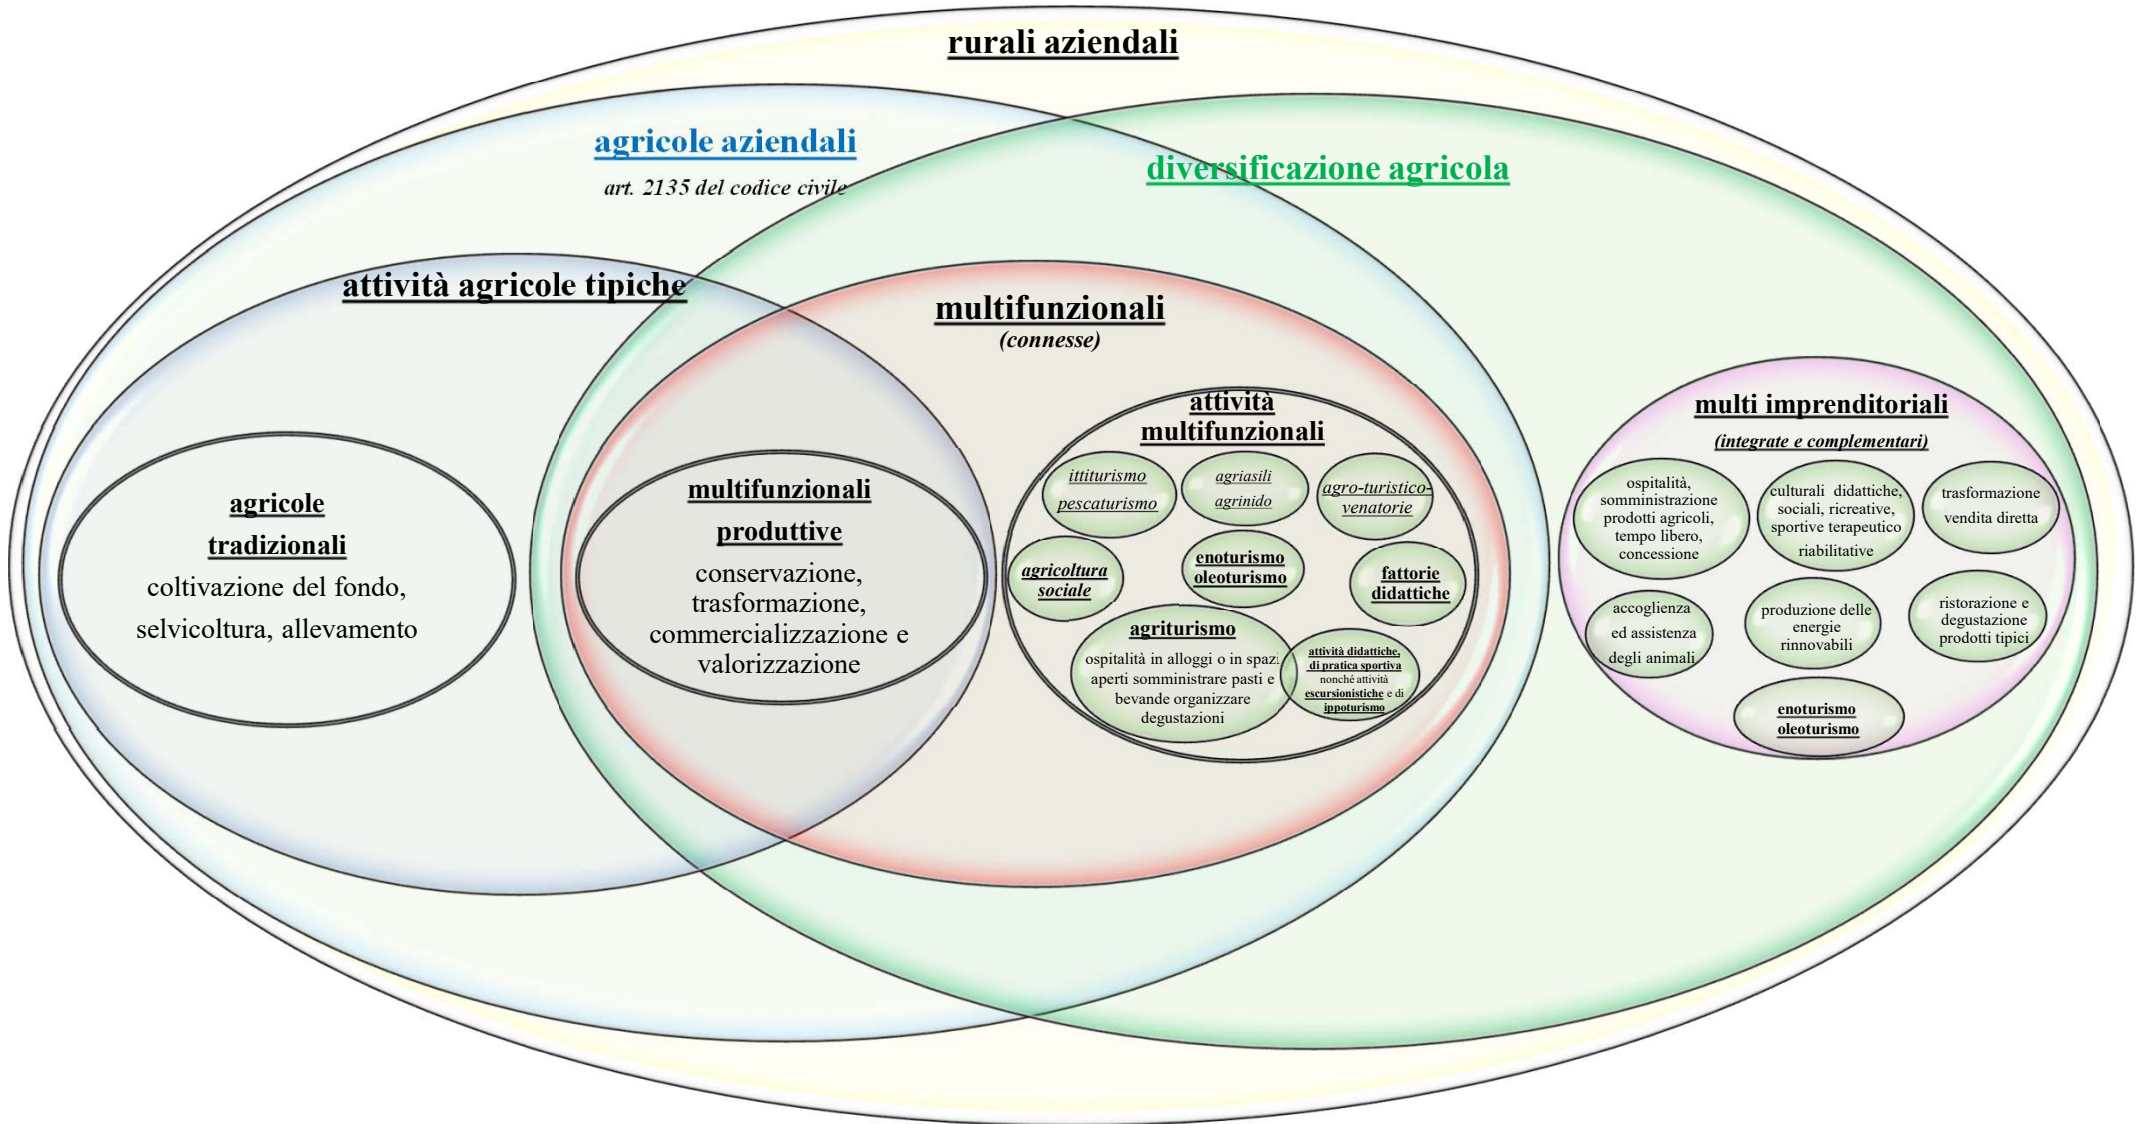 rurali aziendali
agricole aziendali
art. 2135 del codice civile
diversificazione agricola
attività agricole tipiche
multifunzionali
(connesse)
agricole
tradizionali
coltivazione del fondo,
selvicoltura, allevamento
multifunzionali
produttive
conservazione,
trasformazione,
commercializzazione e
valorizzazione
attività
multifunzionali
ittiturismo
pescaturismo
agriasili
agrinido
agro-turistico-
venatorie
agricoltura
sociale
enoturismo
oleoturismo
fattorie
didattiche
agriturismo
ospitalità in alloggi o in spazi
aperti somministrare pasti e
bevande organizzare
degustazioni
attività didattiche,
di pratica sportiva
nonché attività
escursionistiche e di
ippoturismo
multi imprenditoriali
(integrate e complementari)
ospitalità,
somministrazione
prodotti agricoli,
tempo libero,
concessione
culturali didattiche,
sociali, ricreative,
sportive terapeutico
riabilitative
trasformazione
vendita diretta
accoglienza
ed assistenza
degli animali
produzione delle
energie
rinnovabili
ristorazione e
degustazione
prodotti tipici
enoturismo
oleoturismo